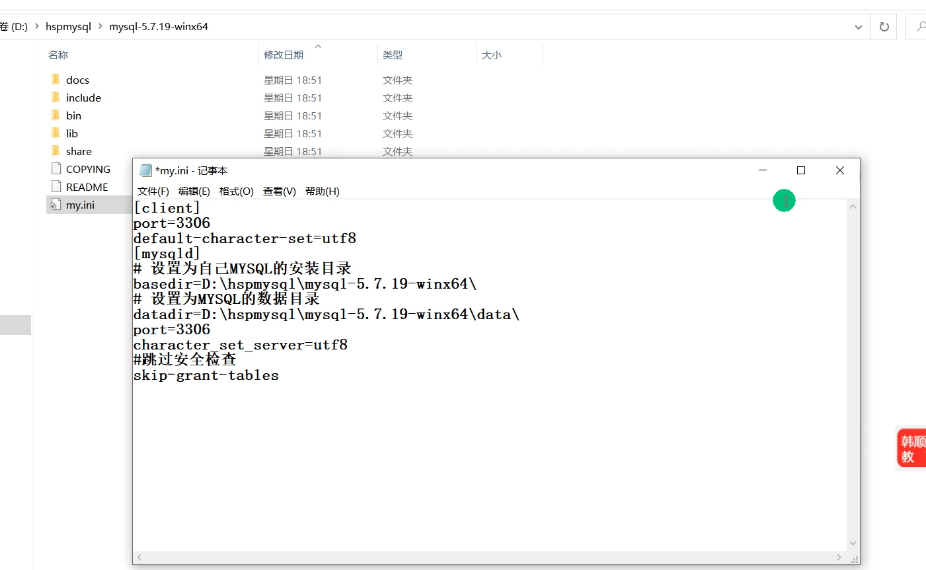 卷 (D:) > hspmysql > mysql-5.7.19-winx64
名称 修改日期 类型 大小
docs 星期日 18:51 文件夹
include 星期日 18:51 文件夹
bin 星期日 18:51 文件夹
lib 星期日 18:51 文件夹
share 星期日 18:51 文件夹
COPYING
README
my.ini
*my.ini - 记事本
文件(F) 编辑(E) 格式(O) 查看(V) 帮助(H)
[client]
port=3306
default-character-set=utf8
[mysqld]
# 设置为自己MYSQL的安装目录
basedir=D:\hspmysql\mysql-5.7.19-winx64\
# 设置为MYSQL的数据目录
datadir=D:\hspmysql\mysql-5.7.19-winx64\data\
port=3306
character_set_server=utf8
#跳过安全检查
skip-grant-tables
韩顺
教